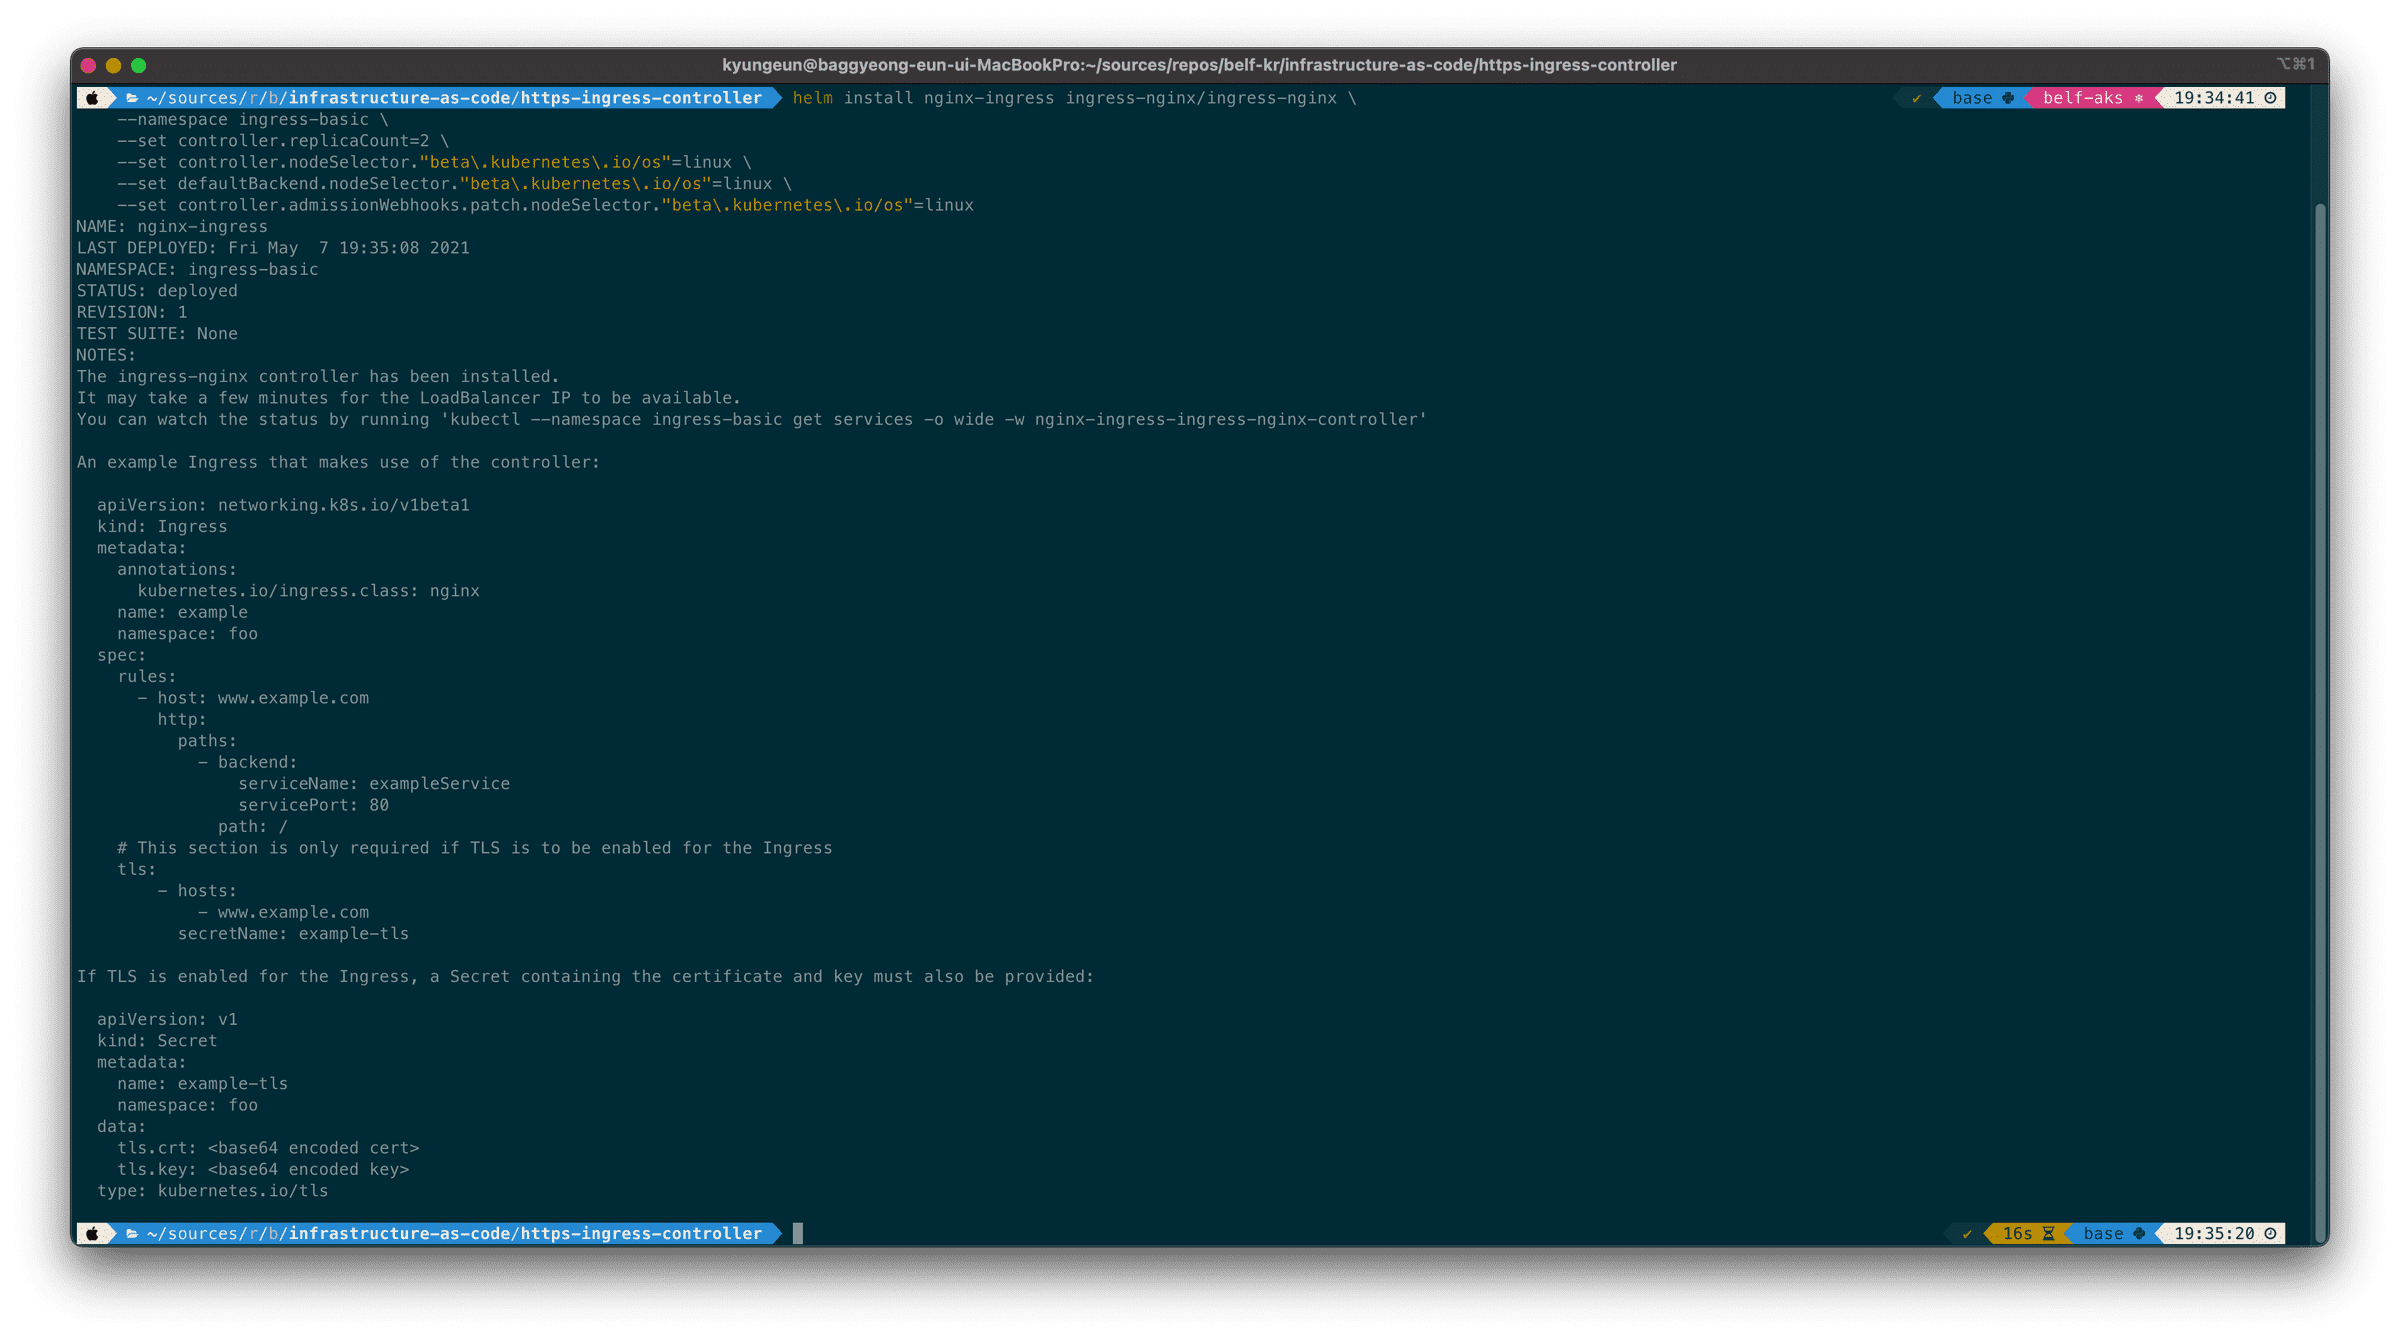 kyungeun@baggyeong-eun-ui-MacBookPro:~/sources/repos/belf-kr/infrastructure-as-code/https-ingress-controller ⌥⌘1
~/sources/r/b/infrastructure-as-code/https-ingress-controller helm install nginx-ingress ingress-nginx/ingress-nginx \ ✔ base belf-aks 19:34:41
    --namespace ingress-basic \
    --set controller.replicaCount=2 \
    --set controller.nodeSelector."beta\.kubernetes\.io/os"=linux \
    --set defaultBackend.nodeSelector."beta\.kubernetes\.io/os"=linux \
    --set controller.admissionWebhooks.patch.nodeSelector."beta\.kubernetes\.io/os"=linux
NAME: nginx-ingress
LAST DEPLOYED: Fri May  7 19:35:08 2021
NAMESPACE: ingress-basic
STATUS: deployed
REVISION: 1
TEST SUITE: None
NOTES:
The ingress-nginx controller has been installed.
It may take a few minutes for the LoadBalancer IP to be available.
You can watch the status by running 'kubectl --namespace ingress-basic get services -o wide -w nginx-ingress-ingress-nginx-controller'

An example Ingress that makes use of the controller:

  apiVersion: networking.k8s.io/v1beta1
  kind: Ingress
  metadata:
    annotations:
      kubernetes.io/ingress.class: nginx
    name: example
    namespace: foo
  spec:
    rules:
      - host: www.example.com
        http:
          paths:
            - backend:
                serviceName: exampleService
                servicePort: 80
              path: /
    # This section is only required if TLS is to be enabled for the Ingress
    tls:
        - hosts:
            - www.example.com
          secretName: example-tls

If TLS is enabled for the Ingress, a Secret containing the certificate and key must also be provided:

  apiVersion: v1
  kind: Secret
  metadata:
    name: example-tls
    namespace: foo
  data:
    tls.crt: <base64 encoded cert>
    tls.key: <base64 encoded key>
  type: kubernetes.io/tls

~/sources/r/b/infrastructure-as-code/https-ingress-controller ✔ 16s base 19:35:20